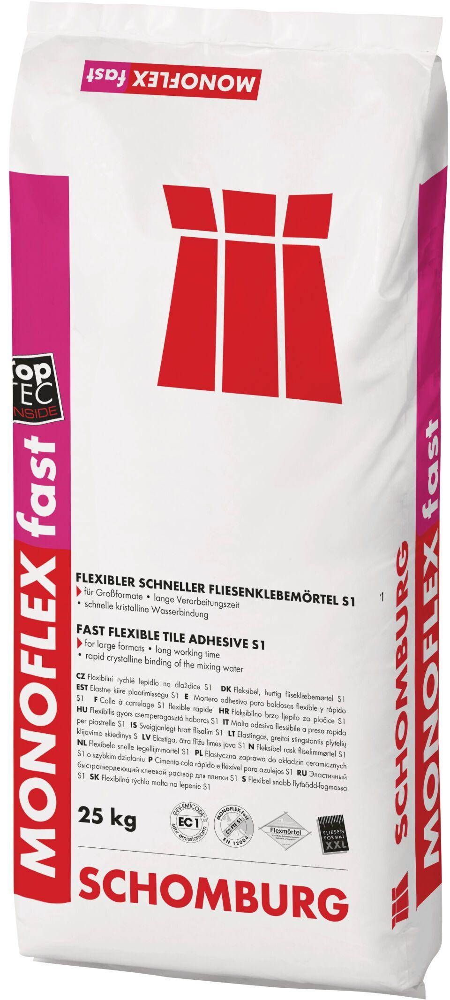 MONOFLEX fast
Top
TEC
INSIDE
MONOFLEX fast
FLEXIBLER SCHNELLER FLIESENKLEBEMÖRTEL S1
für Großformate • lange Verarbeitungszeit
• schnelle kristalline Wasserbindung
FAST FLEXIBLE TILE ADHESIVE S1
for large formats • long working time
• rapid crystalline binding of the mixing water
CZ Flexibilní rychlé lepidlo na dlaždice S1 DK Fleksibel, hurtig fliseklæbemørtel S1
EST Elastne kiire plaatimissegu S1 E Mortero adhesivo para baldosas flexible y rápido
S1 F Colle à carrelage S1 flexible rapide HR Fleksibilno brzo ljepilo za pločice S1
HU Flexibilis gyors csemperagasztó habarcs S1 IT Malta adesiva flessibile a presa rapida
per piastrelle S1 IS Sveigjanlegt hratt flísalím S1 LT Elastingas, greitai stingstantis plytelių
klijavimo skiedinys S LV Elastīga, ātra flīžu līmes java S1 N Fleksibel rask fliselimmørtel S1
NL Flexibele snelle tegellijmmortel S1 PL Elastyczna zaprawa do okładzin ceramicznych
S1 o szybkim działaniu P Cimento-cola rápido e flexível para azulejos S1 RU Эластичный
быстротвердеющий клеевой раствор для плитки S1 S Flexibel snabb flytbädd-fogmassa
S1 SK Flexibilná rýchla malta na lepenie S1
25 kg
GEV-EMICODE®
EC 1 PLUS
sehr emissionsarm
MONOFLEX-fast
C2 FTE S1
EN 12004
Flexmörtel
FLIESEN
FORMAT
XXL
SCHOMBURG
SCHOMBURG
MONOFLEX fast